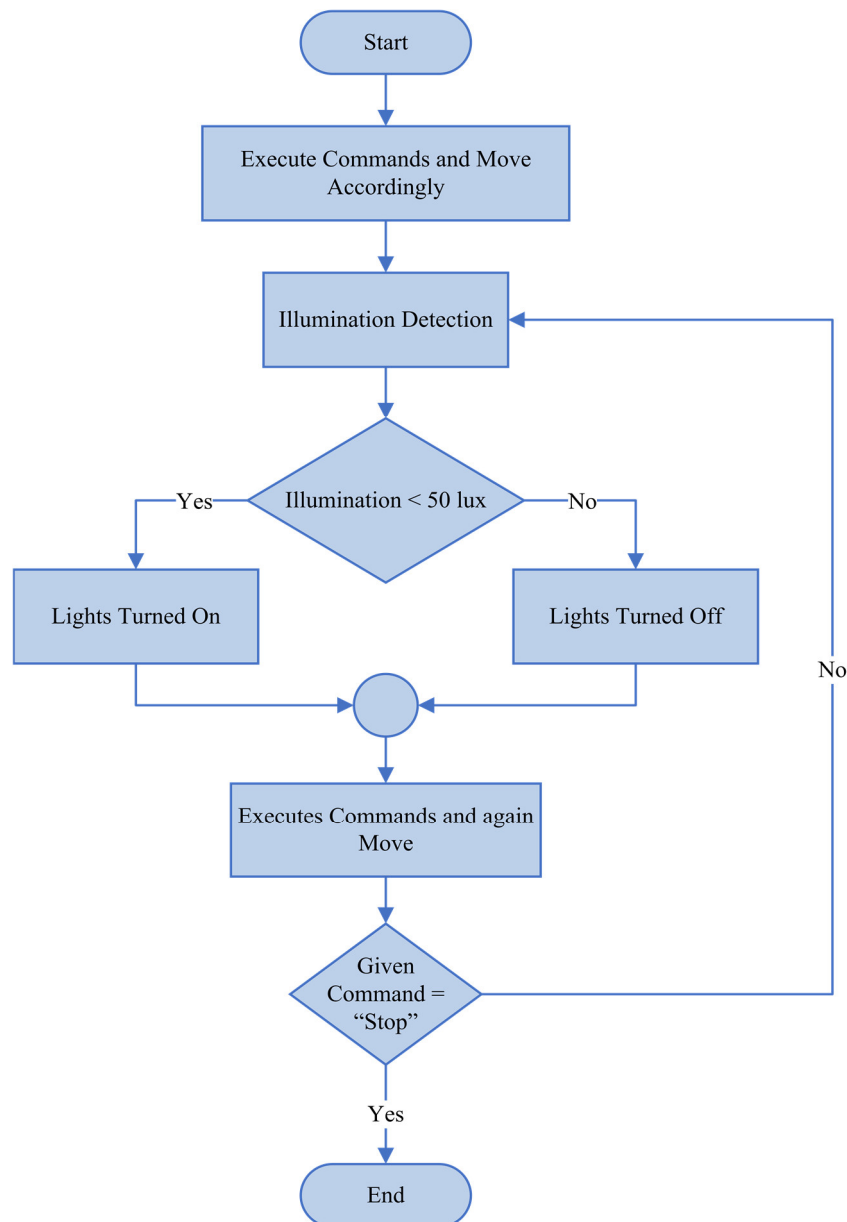 Start
Execute Commands and Move
Accordingly
Illumination Detection
Illumination < 50 lux
Yes
No
Lights Turned On
Lights Turned Off
No
Executes Commands and again
Move
Given
Command =
“Stop”
Yes
End